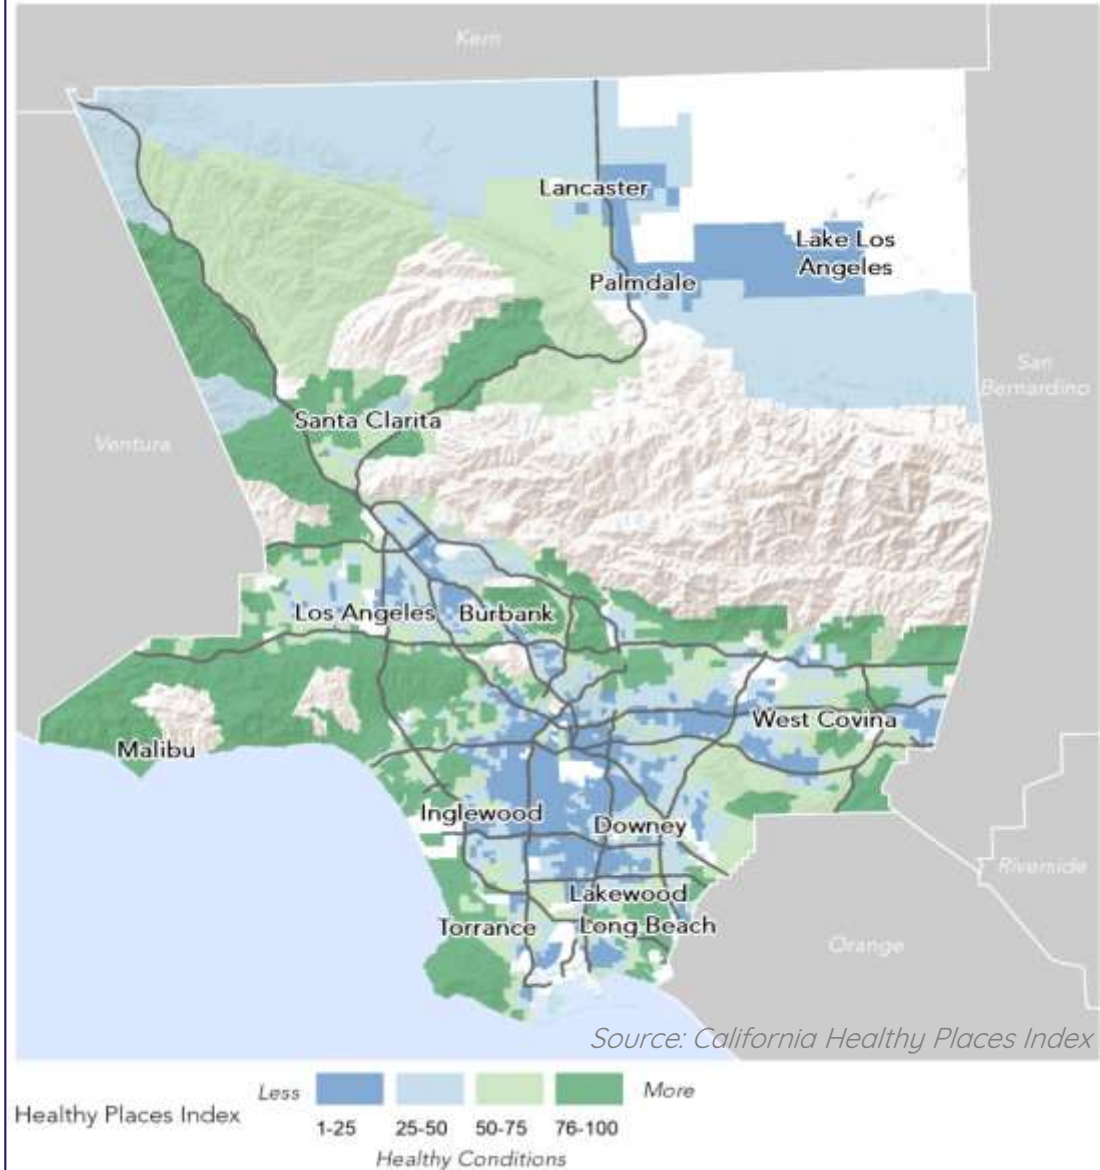 Kern
Lancaster
Lake Los
Angeles
Palmdale
San
Bernardino
Santa Clarita
Ventura
Los Angeles
Burbank
West Covina
Malibu
Inglewood
Downey
Riverside
Lakewood
Torrance
Long Beach
Orange
Source: California Healthy Places Index
Healthy Places Index
Less
More
1-25
25-50
50-75
76-100
Healthy Conditions